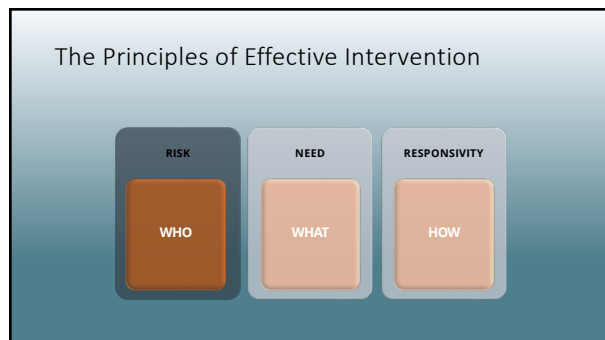 The Principles of Effective Intervention
RISK
NEED
RESPONSIVITY
WHO
WHAT
HOW